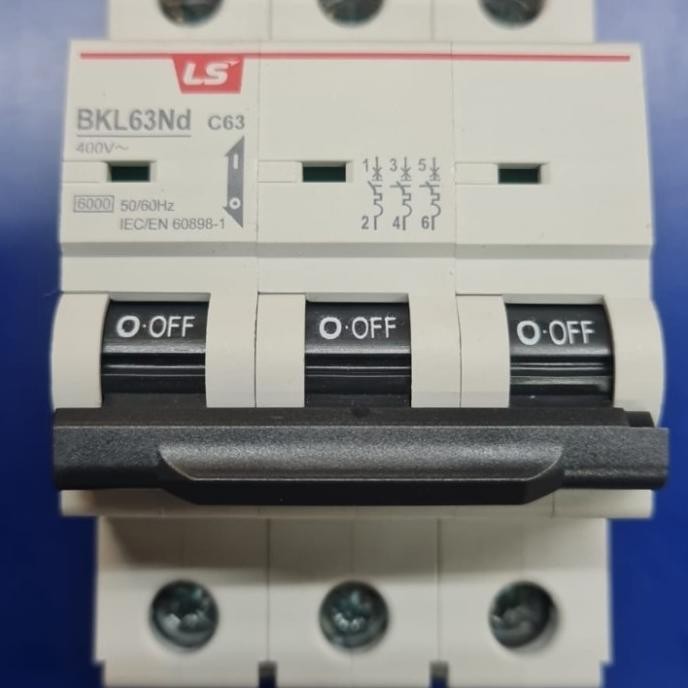 LS
BKL63Nd C63
400V~
6000 50/60Hz
IEC/EN 60898-1
1 3 5
2 4 6
O·OFF O·OFF O·OFF